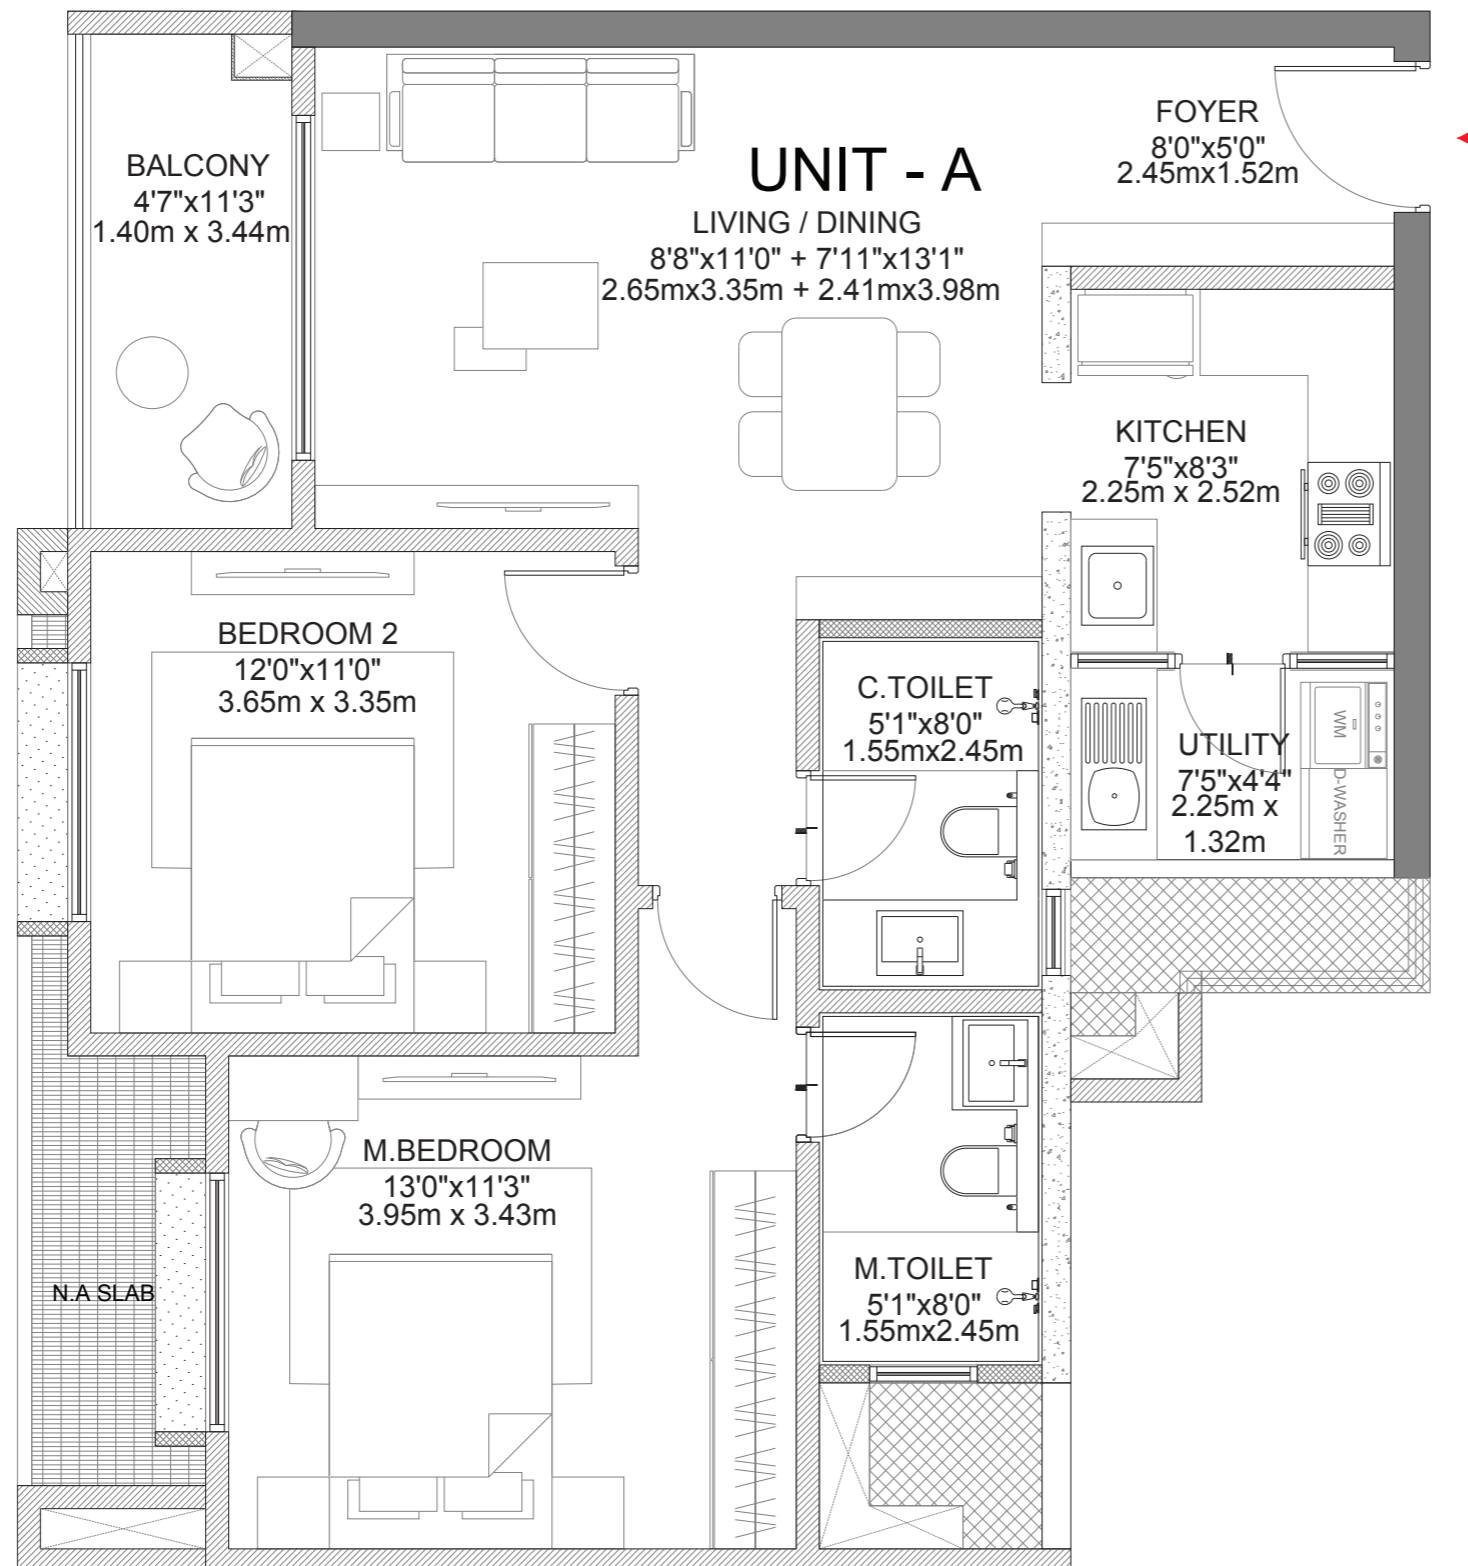 FOYER
8'0"x5'0"
2.45mx1.52m
BALCONY
4'7"x11'3"
1.40m x 3.44m
UNIT - A
LIVING / DINING
8'8"x11'0" + 7'11"x13'1"
2.65mx3.35m + 2.41mx3.98m
KITCHEN
7'5"x8'3"
2.25m x 2.52m
BEDROOM 2
12'0"x11'0"
3.65m x 3.35m
C.TOILET
5'1"x8'0"
1.55mx2.45m
UTILITY
7'5"x4'4"
2.25m x
1.32m
WM
D-WASHER
M.BEDROOM
13'0"x11'3"
3.95m x 3.43m
M.TOILET
5'1"x8'0"
1.55mx2.45m
N.A SLAB